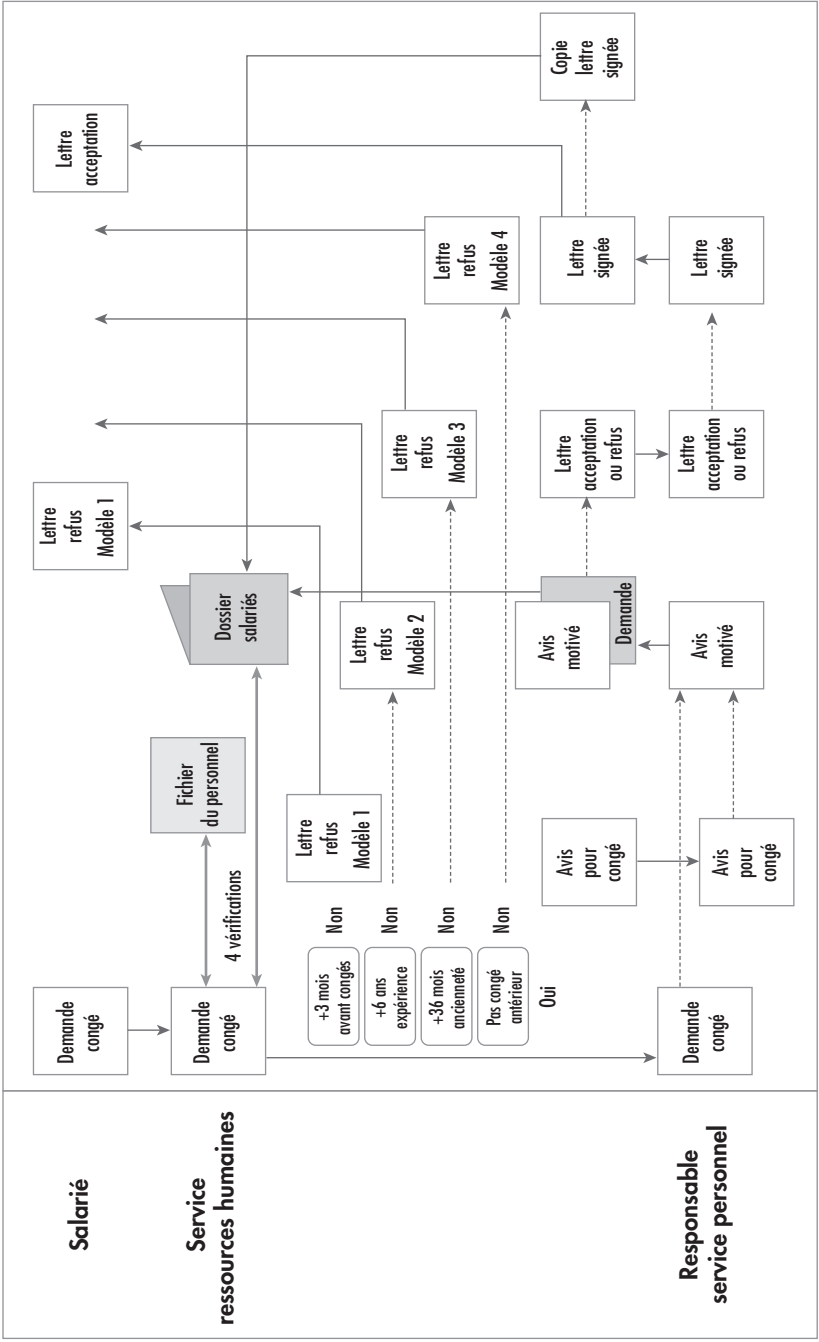 Salarié
Service
ressources humaines
Responsable
service personnel
Demande
congé
Lettre
refus
Modèle 1
Lettre
acceptation
Demande
congé
4 vérifications
Fichier
du personnel
Dossier
salariés
+3 mois
avant congés
Non
Lettre
refus
Modèle 1
+6 ans
expérience
Non
Lettre
refus
Modèle 2
+36 mois
ancienneté
Non
Lettre
refus
Modèle 3
Pas congé
antérieur
Non
Lettre
refus
Modèle 4
Oui
Avis
pour
congé
Avis
motivé
Demande
Lettre
acceptation
ou refus
Lettre
signée
Copie
lettre
signée
Demande
congé
Avis
pour
congé
Avis
motivé
Lettre
acceptation
ou refus
Lettre
signée